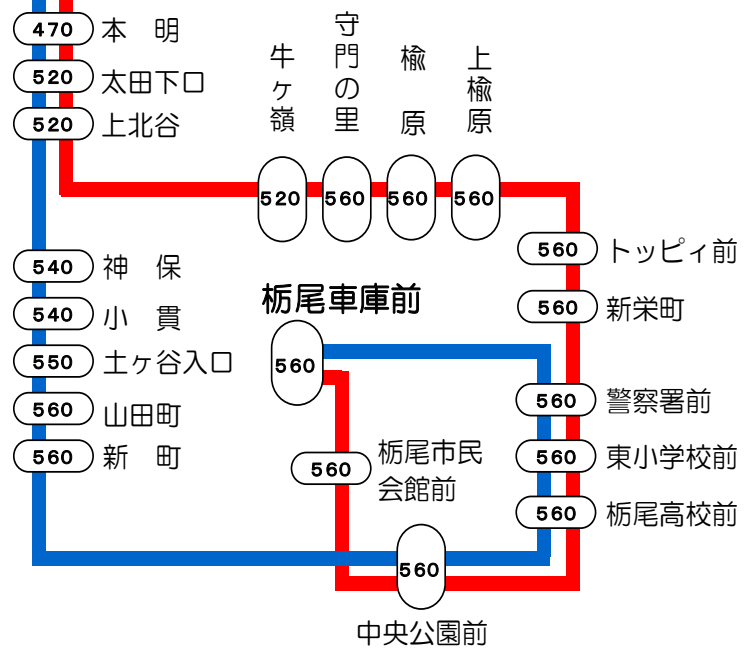 470 本 明
520 太田下口
520 上北谷
牛ヶ嶺
守門の里
楡 原
上楡原
520 560 560 560
560 トッピィ前
540 神 保
560 新栄町
540 小 貫
栃尾車庫前
560
550 土ヶ谷入口
560 警察署前
560 山田町
560 新 町
560 栃尾市民
会館前
560 東小学校前
560 栃尾高校前
560
中央公園前